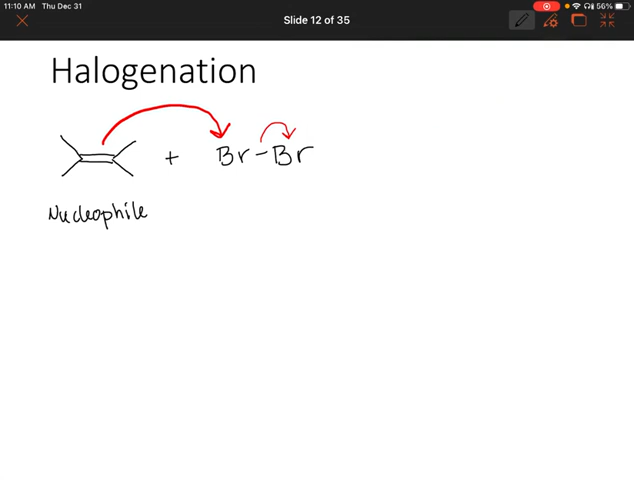 11:10 AM Thu Dec 31
Slide 12 of 35
56%
Halogenation
+ Br-Br
Nucleophile